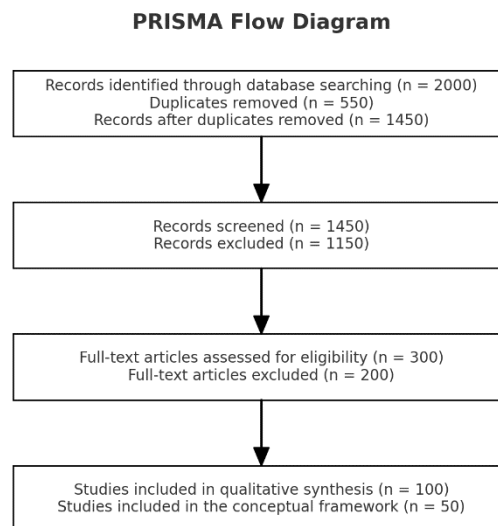 PRISMA Flow Diagram
Records identified through database searching (n = 2000)
Duplicates removed (n = 550)
Records after duplicates removed (n = 1450)
Records screened (n = 1450)
Records excluded (n = 1150)
Full-text articles assessed for eligibility (n = 300)
Full-text articles excluded (n = 200)
Studies included in qualitative synthesis (n = 100)
Studies included in the conceptual framework (n = 50)